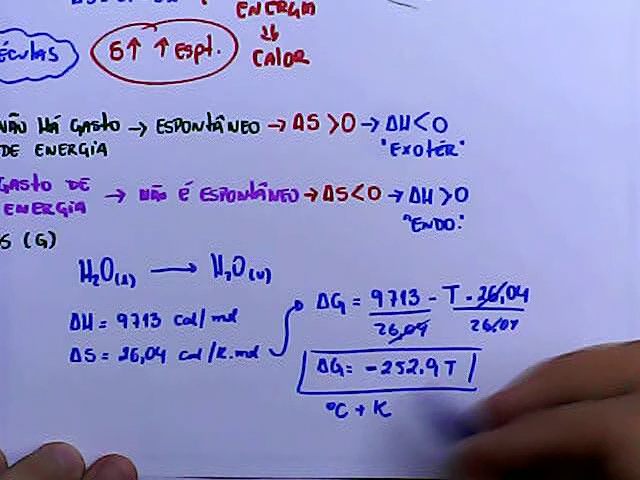 ENERGIA
ÉCULAS
S↑ ↑ ESPT.
CALOR
NÃO HÁ GASTO → ESPONTÂNEO → ΔS > 0 → ΔH < 0
DE ENERGIA
"EXOTÉR"
GASTO DE
ENERGIA → NÃO É ESPONTÂNEO → ΔS < 0 → ΔH > 0
"ENDO."
S (G)
H₂O(s) → H₂O(v)
ΔH = 9713 cal/mol
ΔS = 26,04 cal/K.mol
ΔG = 9713 - T . 26,04
26,04 26,04
ΔG = -252.9 T
°C + K